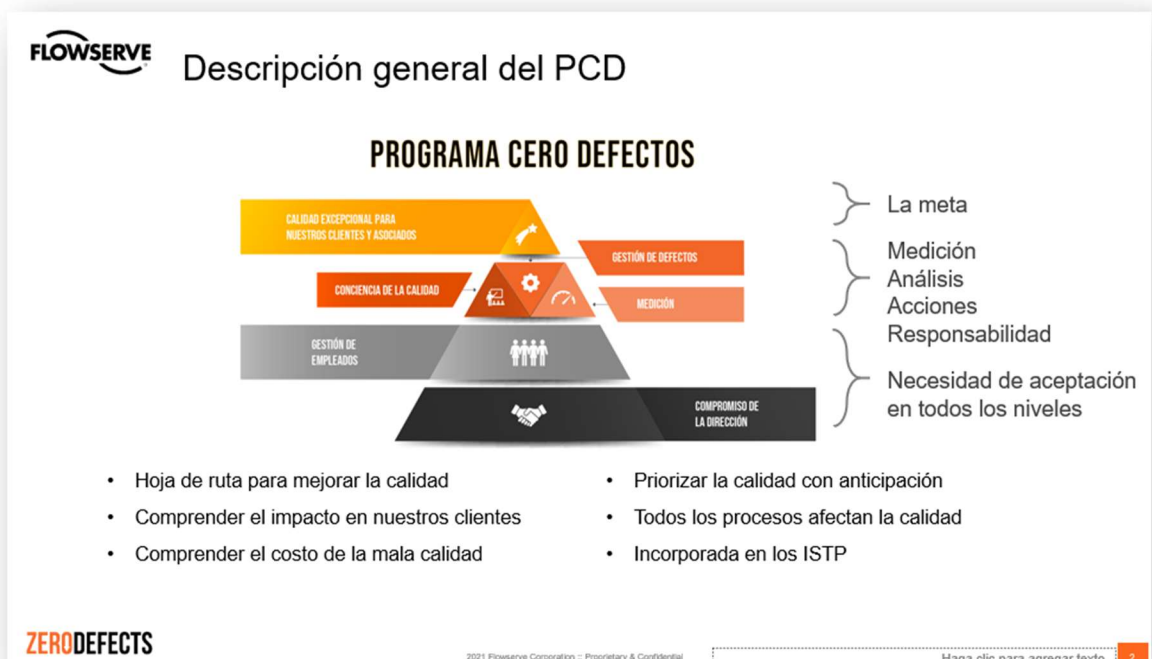 FLOWSERVE
Descripción general del PCD
PROGRAMA CERO DEFECTOS
CALIDAD EXCEPCIONAL PARA
NUESTROS CLIENTES Y ASOCIADOS
GESTIÓN DE DEFECTOS
CONCIENCIA DE LA CALIDAD
MEDICIÓN
GESTIÓN DE
EMPLEADOS
COMPROMISO DE
LA DIRECCIÓN
La meta
Medición
Análisis
Acciones
Responsabilidad
Necesidad de aceptación
en todos los niveles
• Hoja de ruta para mejorar la calidad
• Comprender el impacto en nuestros clientes
• Comprender el costo de la mala calidad
• Priorizar la calidad con anticipación
• Todos los procesos afectan la calidad
• Incorporada en los ISTP
ZERODEFECTS
2021 Flowserve Corporation :: Proprietary & Confidential
Haga clic para agregar texto